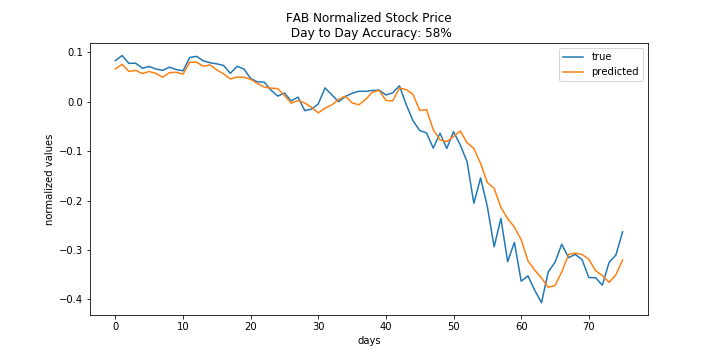 FAB Normalized Stock Price
Day to Day Accuracy: 58%
true
predicted
normalized values
0.1
0.0
−0.1
−0.2
−0.3
−0.4
0 10 20 30 40 50 60 70
days